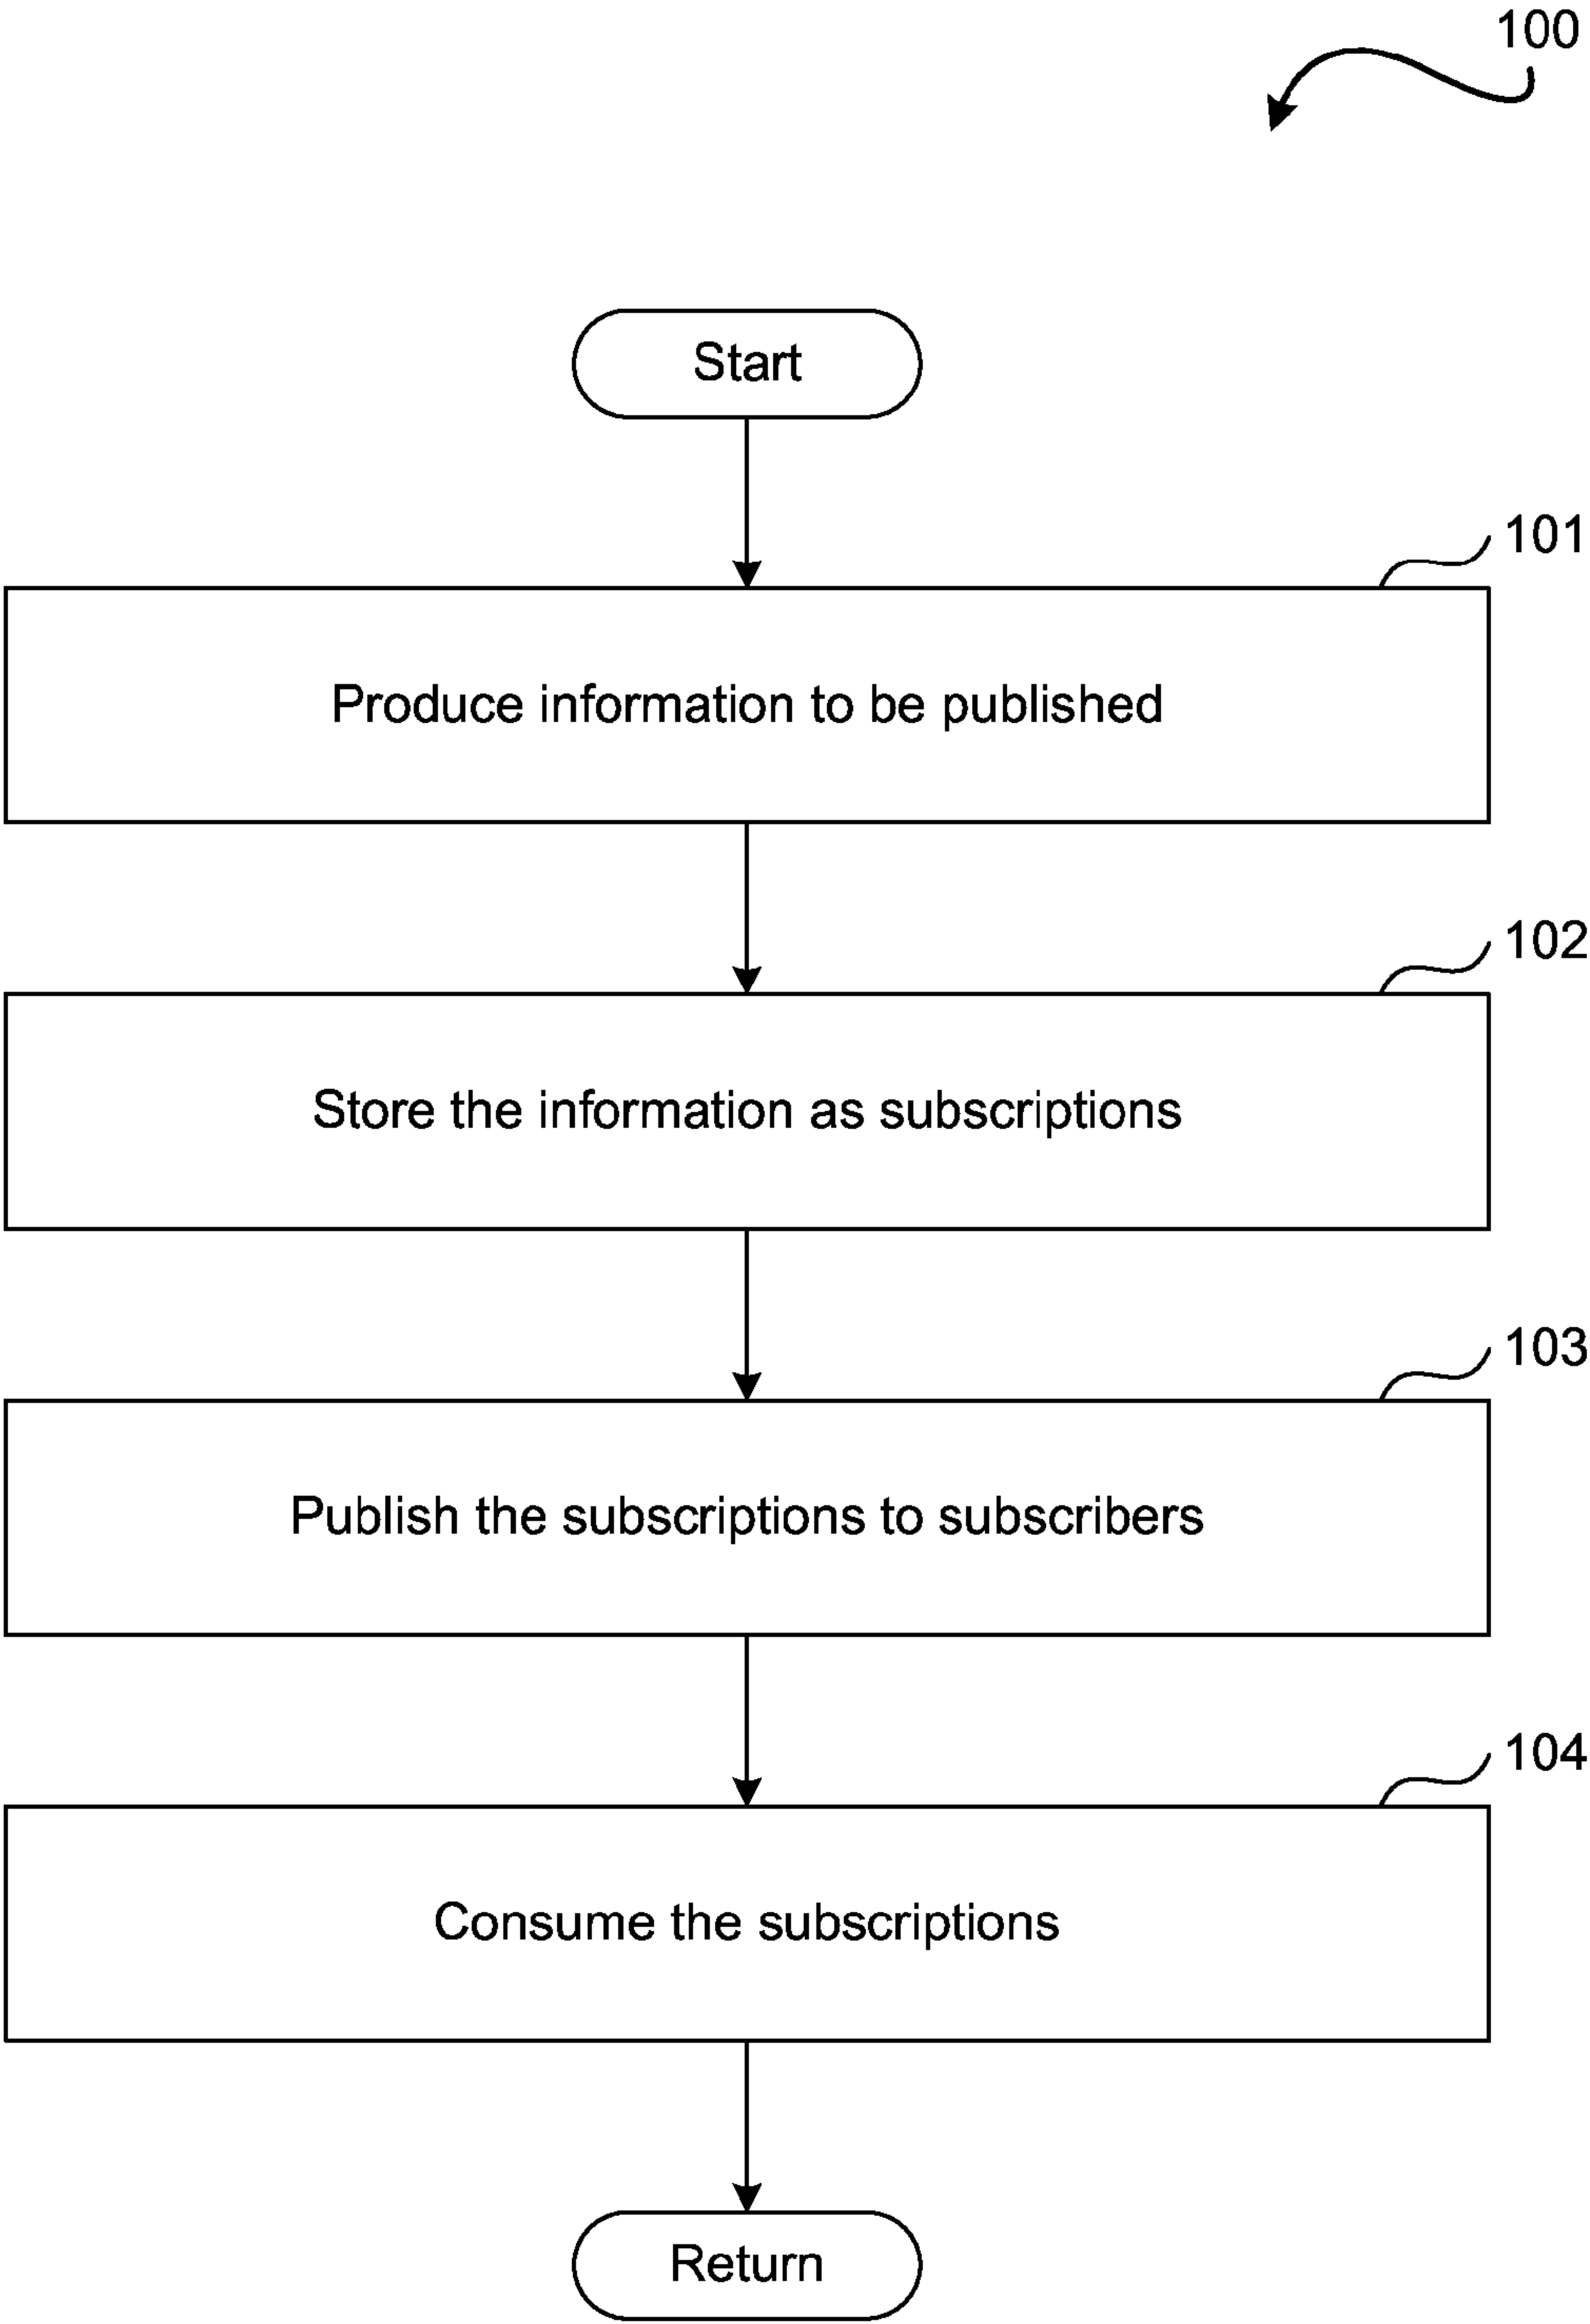 100
Start
101
Produce information to be published
102
Store the information as subscriptions
103
Publish the subscriptions to subscribers
104
Consume the subscriptions
Return